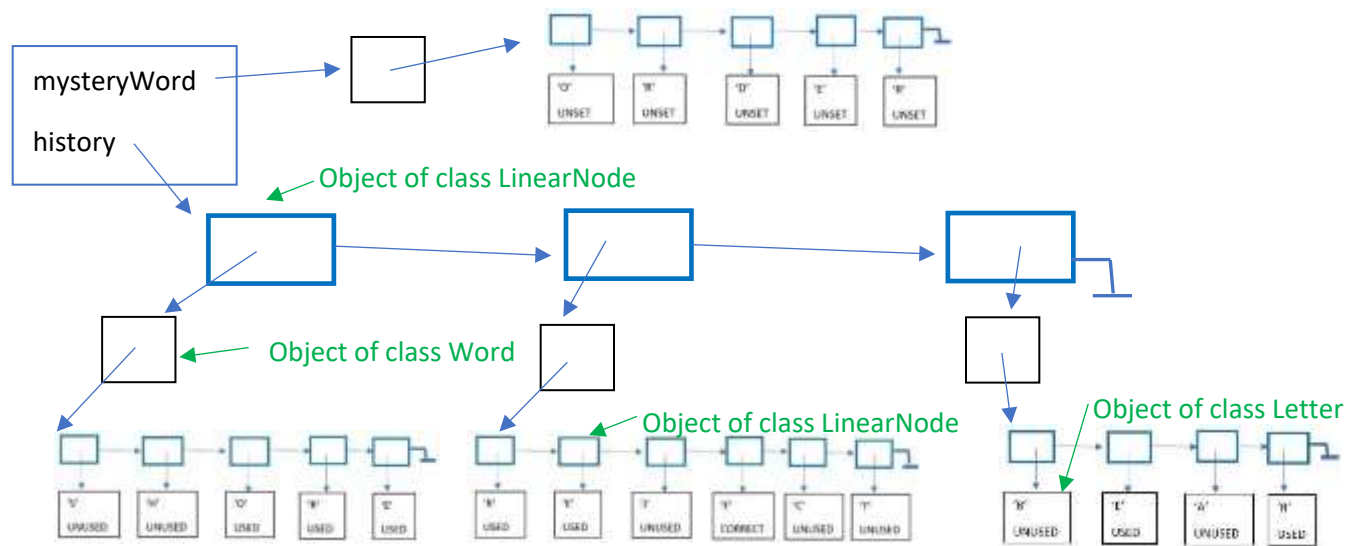 mysteryWord
history
'O' 'R' 'D' 'E' 'R'
UNSET UNSET UNSET UNSET UNSET
Object of class LinearNode
Object of class Word
Object of class LinearNode
Object of class Letter
'W' 'O' 'R' 'E'
UNUSED UNUSED USED USED USED
'R' 'E' 'E' 'C' 'T'
USED USED UNUSED CORRECT UNUSED UNUSED
'B' 'E' 'A' 'R'
UNUSED USED UNUSED USED